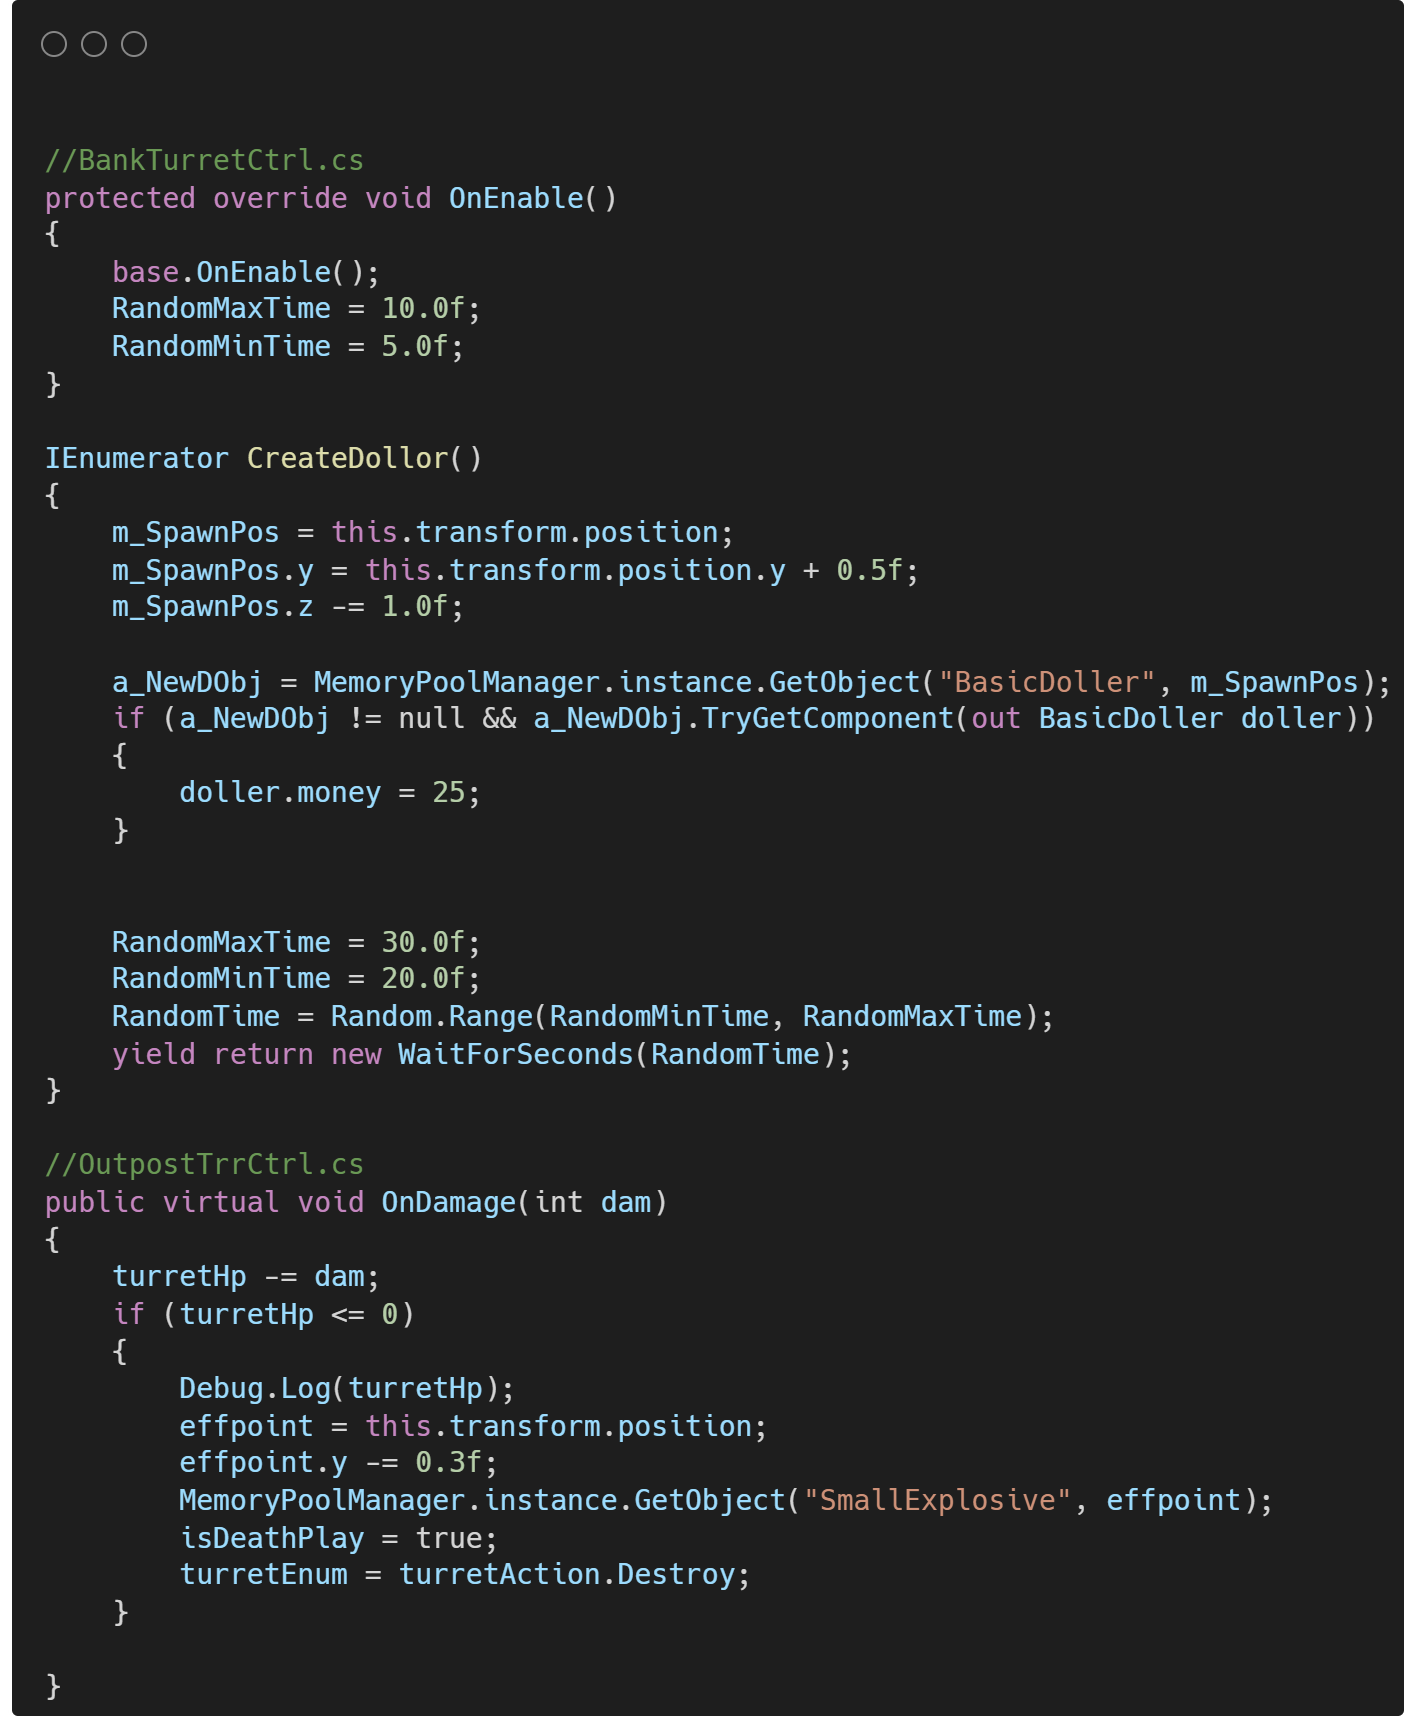 //BankTurretCtrl.cs
protected override void OnEnable()
{
    base.OnEnable();
    RandomMaxTime = 10.0f;
    RandomMinTime = 5.0f;
}

IEnumerator CreateDollor()
{
    m_SpawnPos = this.transform.position;
    m_SpawnPos.y = this.transform.position.y + 0.5f;
    m_SpawnPos.z -= 1.0f;

    a_NewDObj = MemoryPoolManager.instance.GetObject("BasicDoller", m_SpawnPos);
    if (a_NewDObj != null && a_NewDObj.TryGetComponent(out BasicDoller doller))
    {
        doller.money = 25;
    }


    RandomMaxTime = 30.0f;
    RandomMinTime = 20.0f;
    RandomTime = Random.Range(RandomMinTime, RandomMaxTime);
    yield return new WaitForSeconds(RandomTime);
}

//OutpostTrrCtrl.cs
public virtual void OnDamage(int dam)
{
    turretHp -= dam;
    if (turretHp <= 0)
    {
        Debug.Log(turretHp);
        effpoint = this.transform.position;
        effpoint.y -= 0.3f;
        MemoryPoolManager.instance.GetObject("SmallExplosive", effpoint);
        isDeathPlay = true;
        turretEnum = turretAction.Destroy;
    }

}